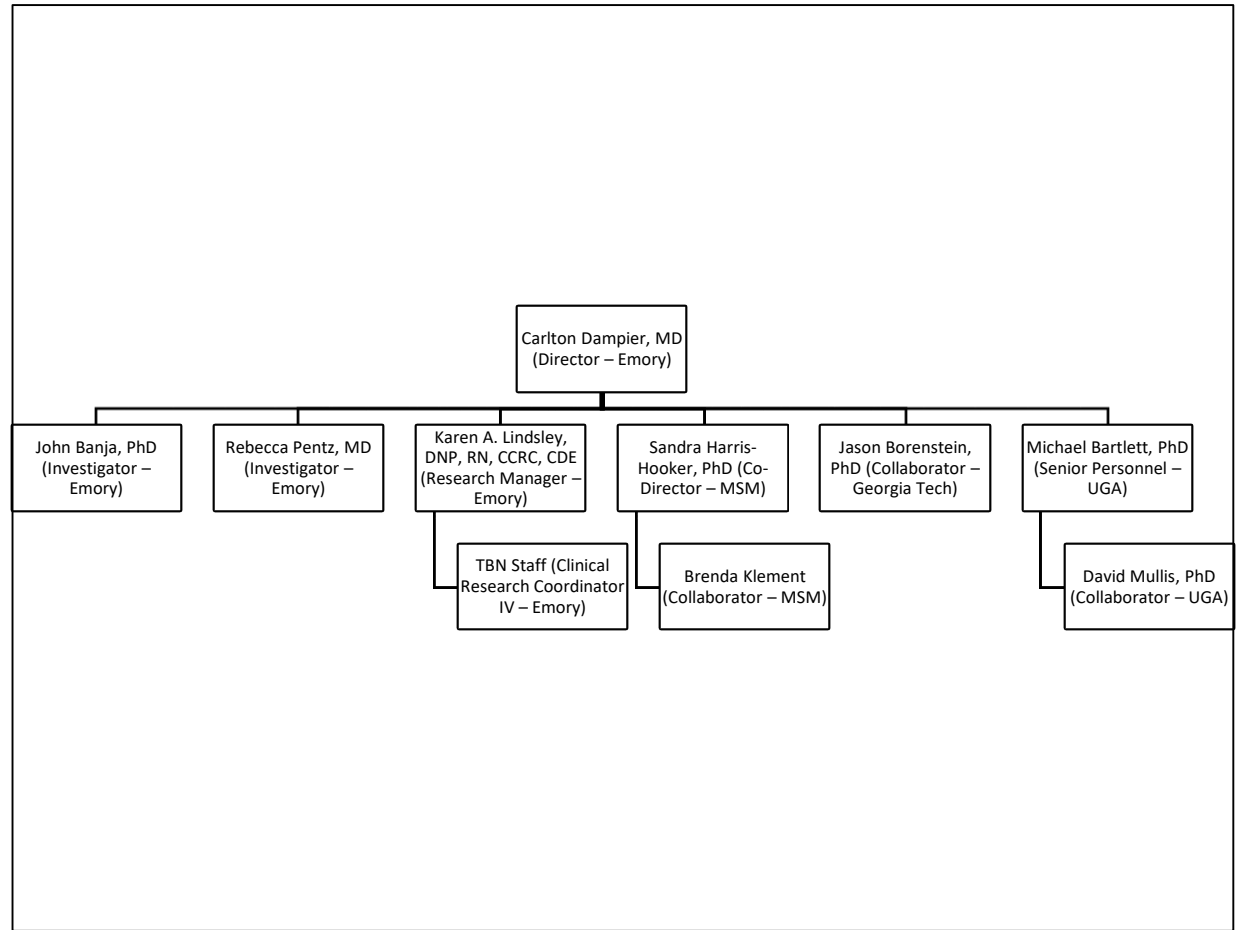 Carlton Dampier, MD
(Director – Emory)
John Banja, PhD
(Investigator –
Emory)
Rebecca Pentz, MD
(Investigator –
Emory)
Karen A. Lindsley,
DNP, RN, CCRC, CDE
(Research Manager –
Emory)
Sandra Harris-
Hooker, PhD (Co-
Director – MSM)
Jason Borenstein,
PhD (Collaborator –
Georgia Tech)
Michael Bartlett, PhD
(Senior Personnel –
UGA)
TBN Staff (Clinical
Research Coordinator
IV – Emory)
Brenda Klement
(Collaborator – MSM)
David Mullis, PhD
(Collaborator – UGA)